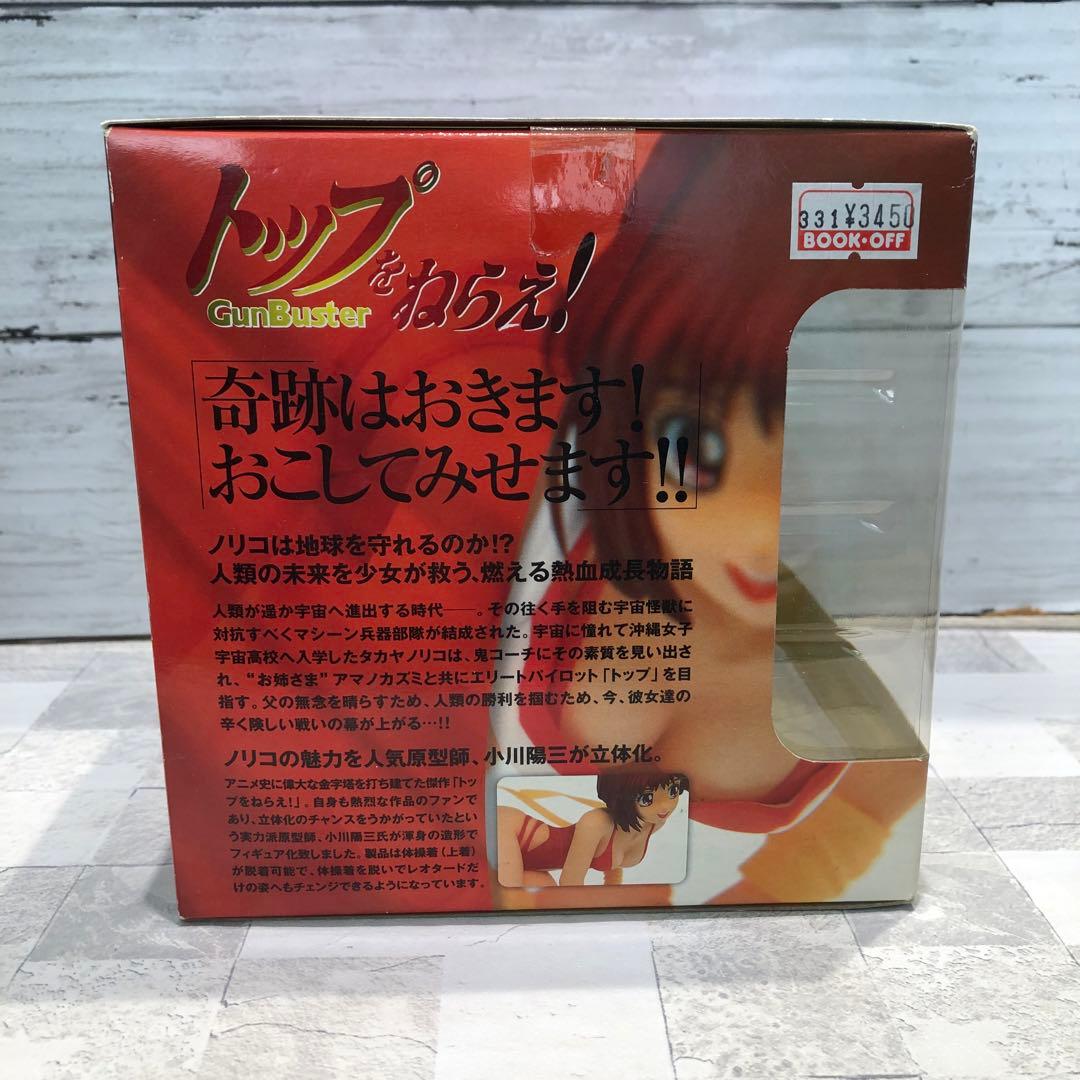 トップをねらえ!
GunBuster
331¥3450
BOOK・OFF
奇跡はおきます!
おこしてみせます!!
ノリコは地球を守れるのか!?
人類の未来を少女が救う、燃える熱血成長物語
人類が遥か宇宙へ進出する時代――。その往く手を阻む宇宙怪獣に
対抗すべくマシーン兵器部隊が結成された。宇宙に憧れて沖縄女子
宇宙高校へ入学したタカヤノリコは、鬼コーチにその素質を見い出さ
れ、“お姉さま”アマノカズミと共にエリートパイロット「トップ」を目
指す。父の無念を晴らすため、人類の勝利を掴むため、今、彼女達の
辛く険しい戦いの幕が上がる…!!
ノリコの魅力を人気原型師、小川陽三が立体化。
アニメ史に偉大な金字塔を打ち建てた傑作「トッ
プをねらえ!」。自身も熱烈な作品のファンで
あり、立体化のチャンスをうかがっていたとい
う実力派原型師、小川陽三氏が渾身の造形で
フィギュア化致しました。製品は体操着(上着)
が脱着可能で、体操着を脱いでレオタードだ
けの姿へもチェンジできるようになっています。